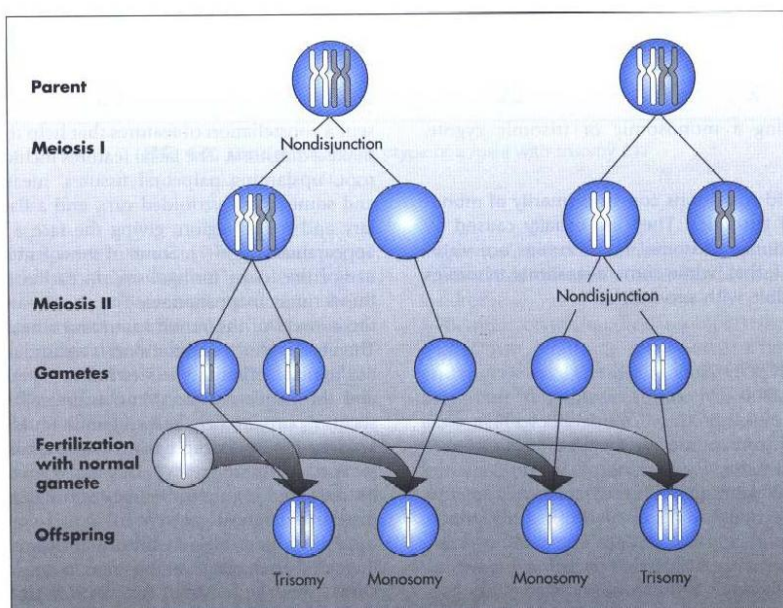 Parent
Meiosis I
Nondisjunction
Meiosis II
Nondisjunction
Gametes
Fertilization
with normal
gamete
Offspring
Trisomy
Monosomy
Monosomy
Trisomy